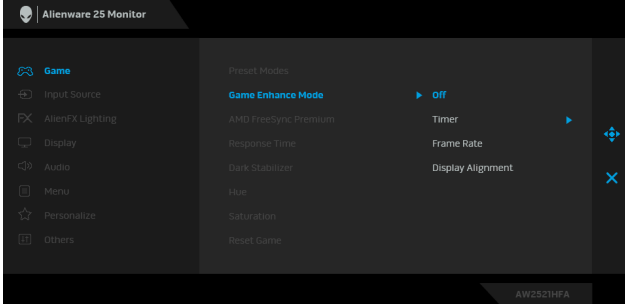 Alienware 25 Monitor
Game
Input Source
FX AlienFX Lighting
Display
Audio
Menu
Personalize
Others
Preset Modes
Game Enhance Mode
AMD FreeSync Premium
Response Time
Dark Stabilizer
Hue
Saturation
Reset Game
Off
Timer
Frame Rate
Display Alignment
AW2521HFA